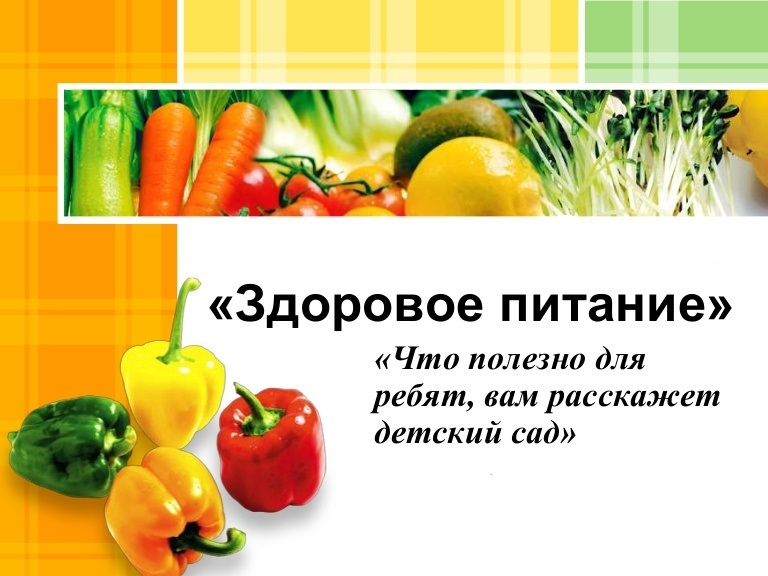 «Здоровое питание»
«Что полезно для
ребят, вам расскажет
детский сад»